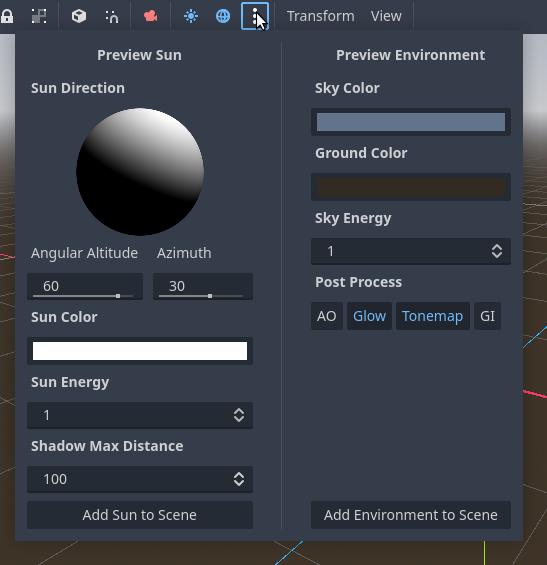 Transform View
Preview Sun
Sun Direction
Angular Altitude Azimuth
60 30
Sun Color
Sun Energy
1
Shadow Max Distance
100
Add Sun to Scene
Preview Environment
Sky Color
Ground Color
Sky Energy
1
Post Process
AO Glow Tonemap GI
Add Environment to Scene